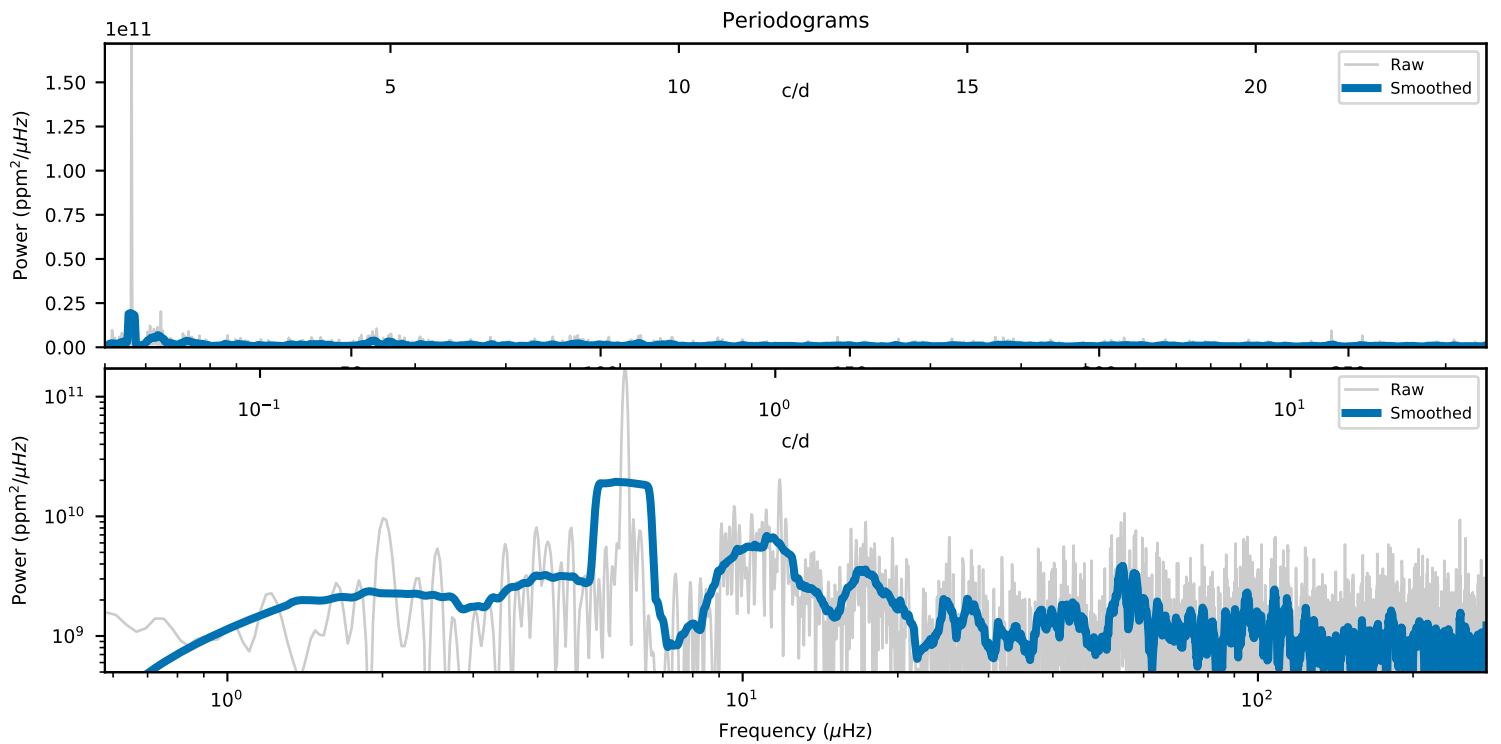 Periodograms
1e11
5 10 15 20
c/d
Raw
Smoothed
1.50
1.25
1.00
0.75
0.50
0.25
0.00
Power (ppm²/μHz)
10⁻¹ 10⁰ 10¹
c/d
Raw
Smoothed
10¹¹
10¹⁰
10⁹
Power (ppm²/μHz)
10⁰ 10¹ 10²
Frequency (μHz)